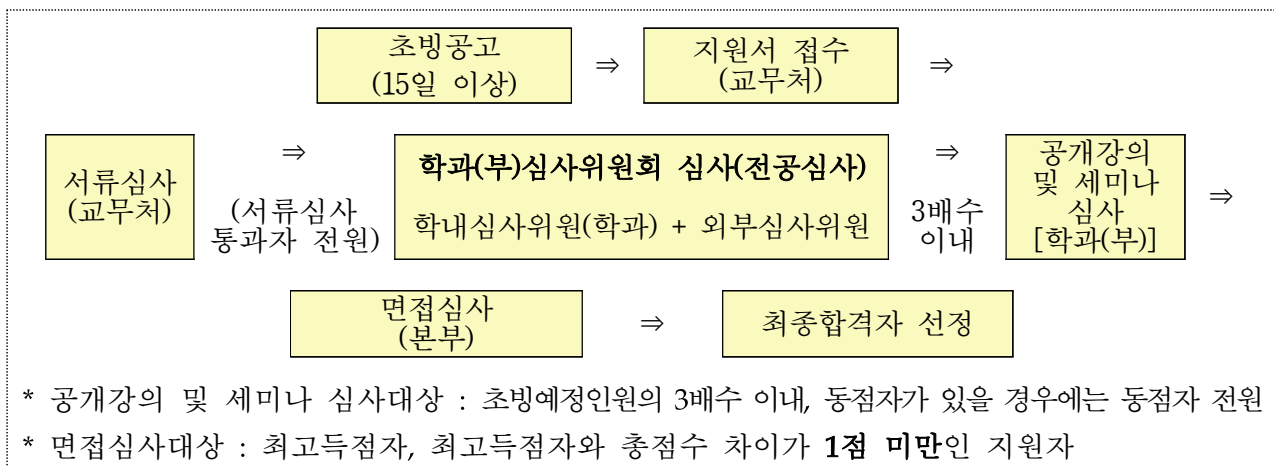 초빙공고
(15일 이상)
⇒
지원서 접수
(교무처)
⇒
서류심사
(교무처)
⇒
(서류심사
통과자 전원)
학과(부)심사위원회 심사(전공심사)
학내심사위원(학과) + 외부심사위원
⇒
3배수
이내
공개강의
및 세미나
심사
[학과(부)]
⇒
면접심사
(본부)
⇒
최종합격자 선정
* 공개강의 및 세미나 심사대상 : 초빙예정인원의 3배수 이내, 동점자가 있을 경우에는 동점자 전원
* 면접심사대상 : 최고득점자, 최고득점자와 총점수 차이가 1점 미만인 지원자